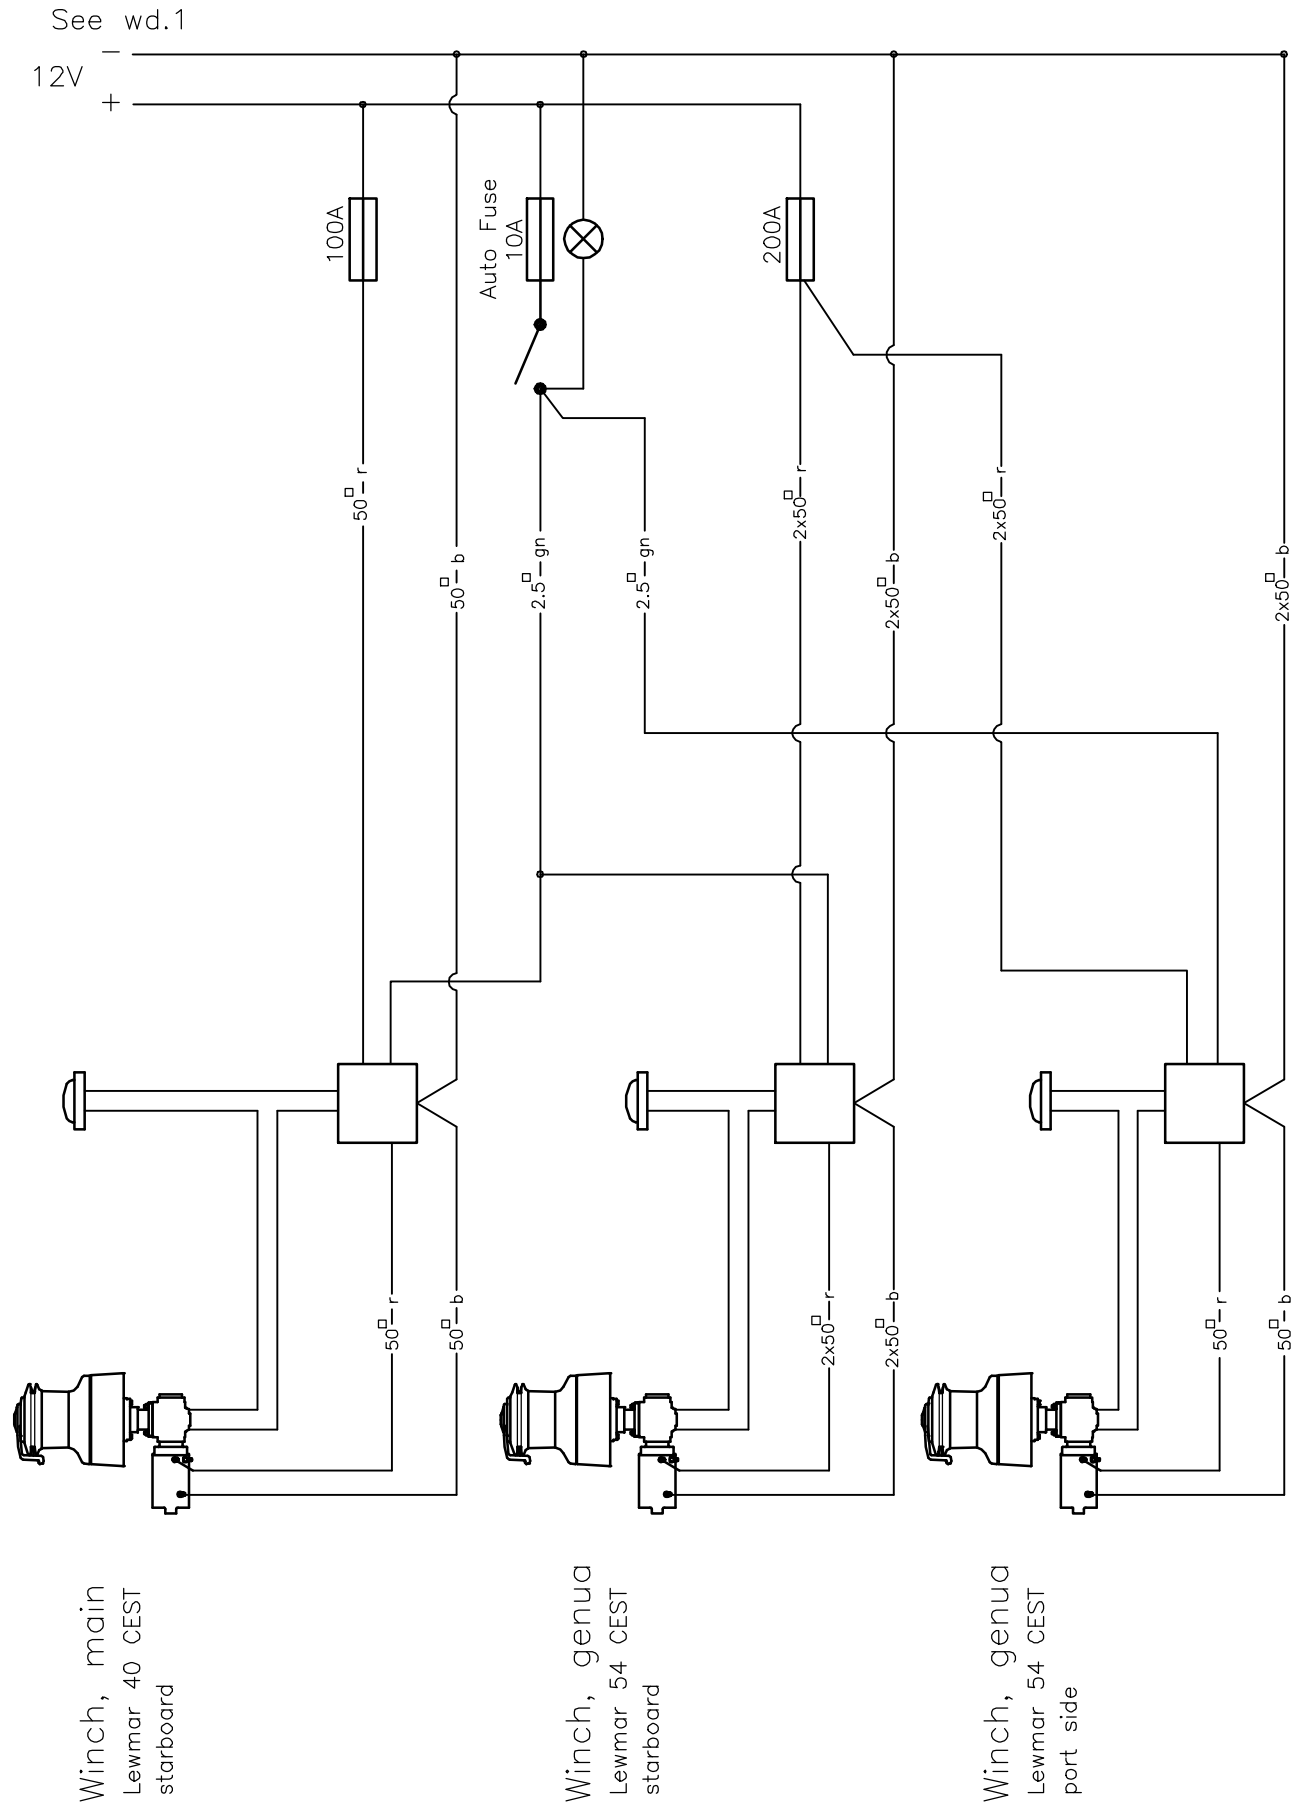 See wd.1
−
12V
+
100A
Auto Fuse
10A
200A
50□ r
50□ b
2.5□ gn
2.5□ gn
2x50□ r
2x50□ b
2x50□ r
2x50□ b
50□ r
50□ b
2x50□ r
2x50□ b
50□ r
50□ b
Winch, main
Lewmar 40 CEST
starboard
Winch, genua
Lewmar 54 CEST
starboard
Winch, genua
Lewmar 54 CEST
port side